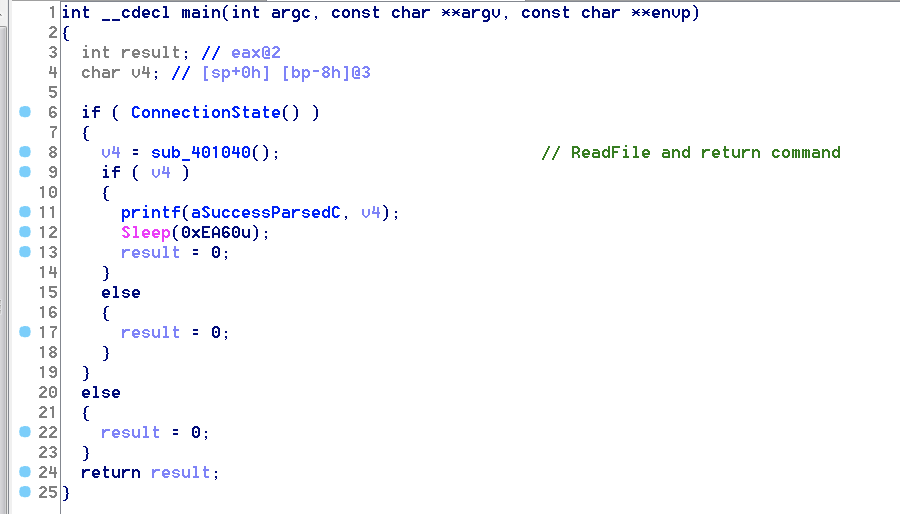 1 int __cdecl main(int argc, const char **argv, const char **envp)
2 {
3   int result; // eax@2
4   char v4; // [sp+0h] [bp-8h]@3
5
6   if ( ConnectionState() )
7   {
8     v4 = sub_401040();                          // ReadFile and return command
9     if ( v4 )
10     {
11       printf(aSuccessParsedC, v4);
12       Sleep(0xEA60u);
13       result = 0;
14     }
15     else
16     {
17       result = 0;
18     }
19   }
20   else
21   {
22     result = 0;
23   }
24   return result;
25 }